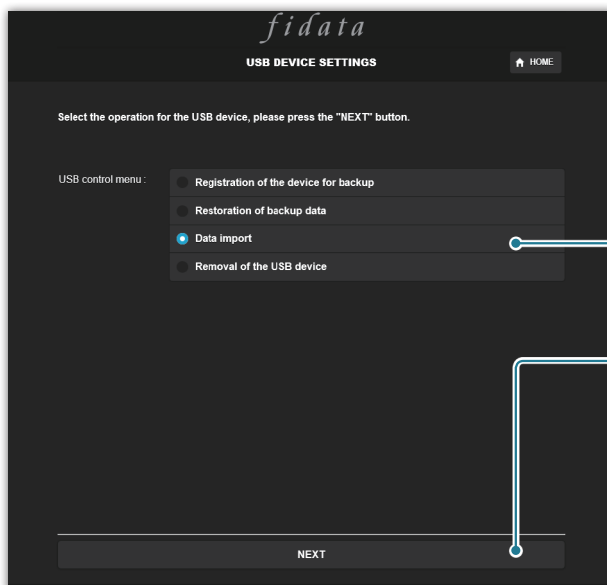 fidata
USB DEVICE SETTINGS
HOME
Select the operation for the USB device, please press the "NEXT" button.
USB control menu :
Registration of the device for backup
Restoration of backup data
Data import
Removal of the USB device
NEXT